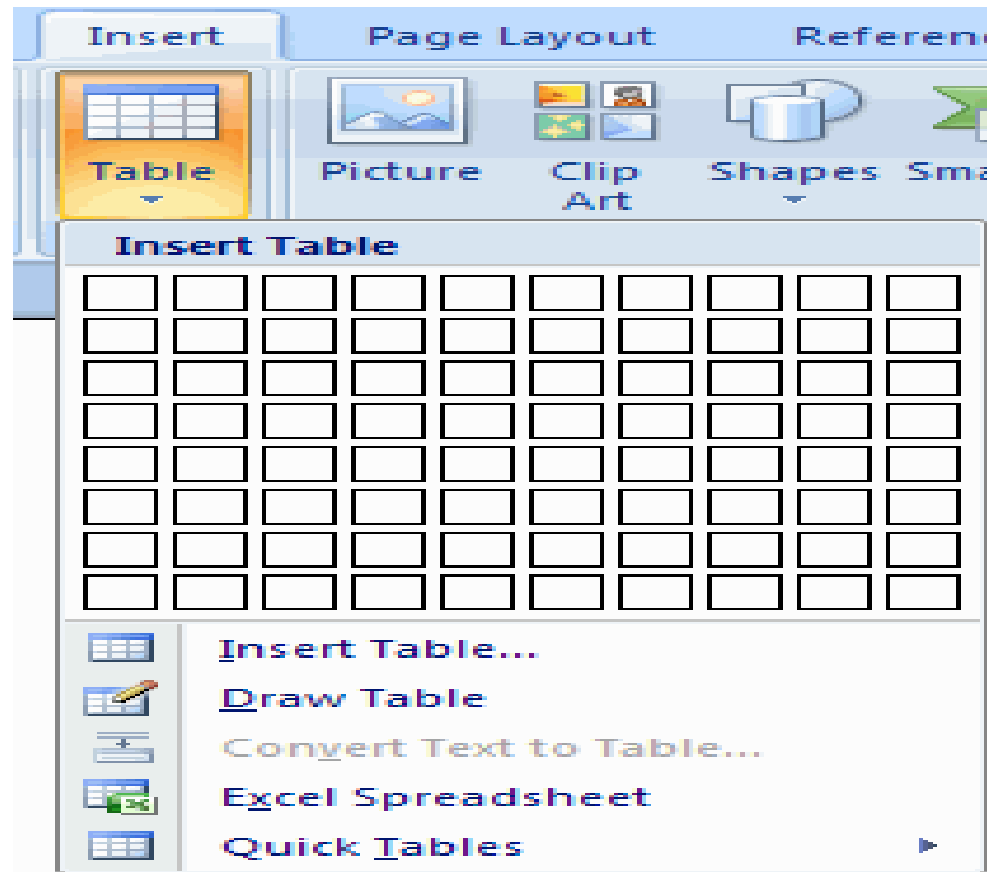 Insert Page Layout
Table Picture Clip Art Shapes
Insert Table
Insert Table...
Draw Table
Convert Text to Table...
Excel Spreadsheet
Quick Tables